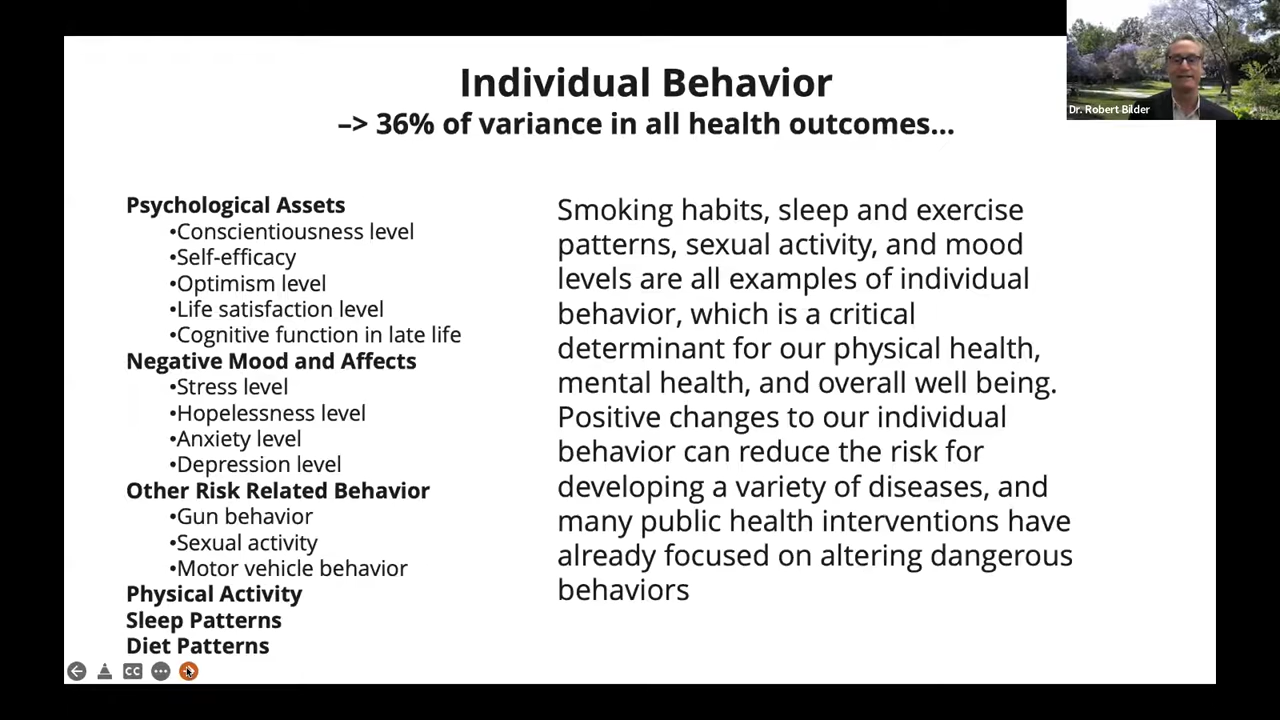 Individual Behavior
–> 36% of variance in all health outcomes...
Dr. Robert Bilder
Psychological Assets
•Conscientiousness level
•Self-efficacy
•Optimism level
•Life satisfaction level
•Cognitive function in late life
Negative Mood and Affects
•Stress level
•Hopelessness level
•Anxiety level
•Depression level
Other Risk Related Behavior
•Gun behavior
•Sexual activity
•Motor vehicle behavior
Physical Activity
Sleep Patterns
Diet Patterns
Smoking habits, sleep and exercise
patterns, sexual activity, and mood
levels are all examples of individual
behavior, which is a critical
determinant for our physical health,
mental health, and overall well being.
Positive changes to our individual
behavior can reduce the risk for
developing a variety of diseases, and
many public health interventions have
already focused on altering dangerous
behaviors
CC